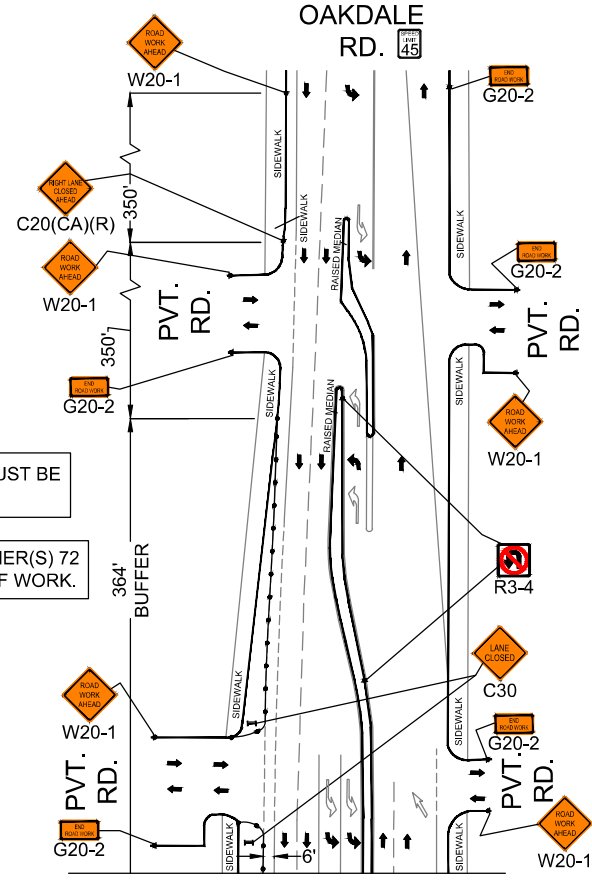 OAKDALE
RD.
SPEED
LIMIT
45
ROAD
WORK
AHEAD
W20-1
END
ROAD WORK
G20-2
SIDEWALK
SIDEWALK
350'
RIGHT LANE
CLOSED
AHEAD
C20(CA)(R)
SIDEWALK
RAISED MEDIAN
ROAD
WORK
AHEAD
W20-1
END
ROAD WORK
G20-2
PVT.
RD.
PVT.
RD.
350'
END
ROAD WORK
G20-2
SIDEWALK
RAISED MEDIAN
SIDEWALK
ROAD
WORK
AHEAD
W20-1
UST BE
ER(S) 72
F WORK.
364'
BUFFER
R3-4
LANE
CLOSED
C30
ROAD
WORK
AHEAD
W20-1
SIDEWALK
SIDEWALK
END
ROAD WORK
G20-2
PVT.
RD.
PVT.
RD.
END
ROAD WORK
G20-2
SIDEWALK
6'
SIDEWALK
ROAD
WORK
AHEAD
W20-1